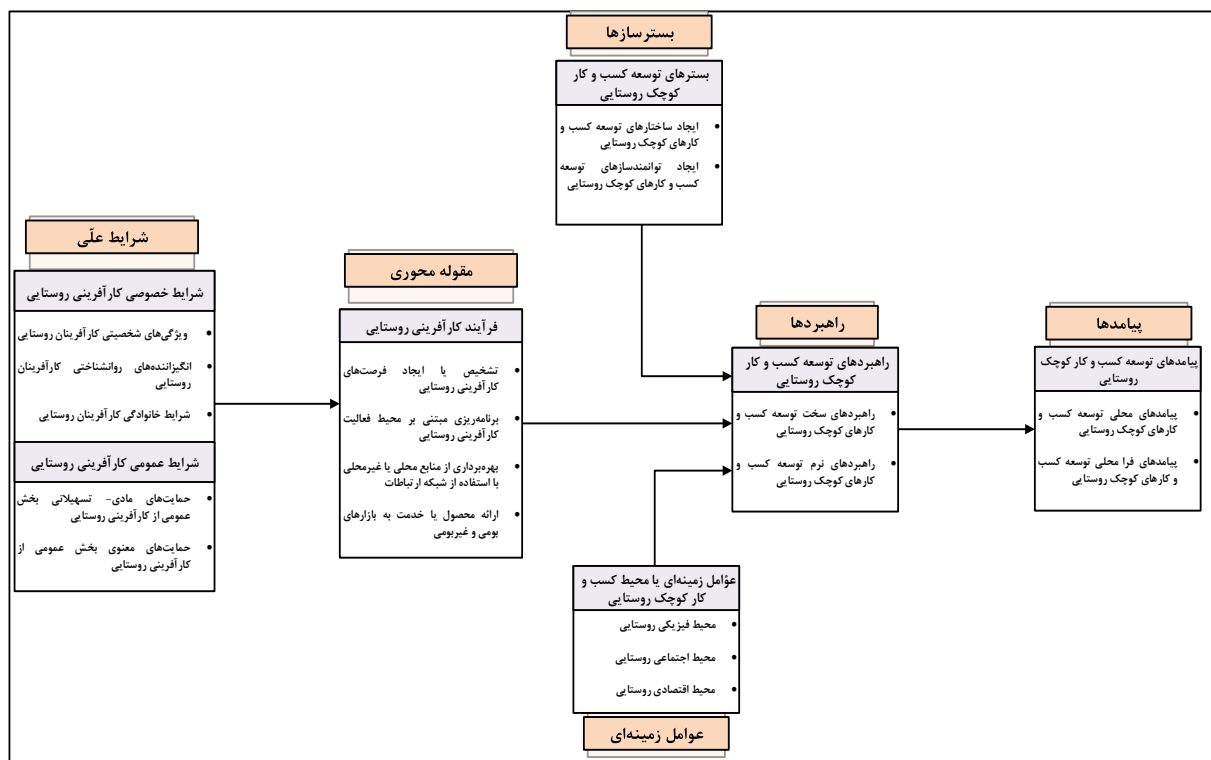 بسترسازها
بسترهای توسعه کسب و کار
کوچک روستایی
• ایجاد ساختارهای توسعه کسب و
کارهای کوچک روستایی
• ایجاد توانمندسازهای توسعه
کسب و کارهای کوچک روستایی
شرایط علّی
شرایط خصوصی کارآفرینی روستایی
• ویژگی‌های شخصیتی کارآفرینان روستایی
• انگیزاننده‌های روانشناختی کارآفرینان
روستایی
• شرایط خانوادگی کارآفرینان روستایی
شرایط عمومی کارآفرینی روستایی
• حمایت‌های مادی- تسهیلاتی بخش
عمومی از کارآفرینی روستایی
• حمایت‌های معنوی بخش عمومی از
کارآفرینی روستایی
مقوله محوری
فرآیند کارآفرینی روستایی
• تشخیص یا ایجاد فرصت‌های
کارآفرینی روستایی
• برنامه‌ریزی مبتنی بر محیط فعالیت
کارآفرینی روستایی
• بهره‌برداری از منابع محلی یا غیرمحلی
با استفاده از شبکه ارتباطات
• ارائه محصول یا خدمت به بازارهای
بومی و غیربومی
راهبردها
راهبردهای توسعه کسب و کار
کوچک روستایی
• راهبردهای سخت توسعه کسب و
کارهای کوچک روستایی
• راهبردهای نرم توسعه کسب و
کارهای کوچک روستایی
پیامدها
پیامدهای توسعه کسب و کار کوچک
روستایی
• پیامدهای محلی توسعه کسب و
کارهای کوچک روستایی
• پیامدهای فرا محلی توسعه کسب
و کارهای کوچک روستایی
عوامل زمینه‌ای یا محیط کسب و
کار کوچک روستایی
• محیط فیزیکی روستایی
• محیط اجتماعی روستایی
• محیط اقتصادی روستایی
عوامل زمینه‌ای